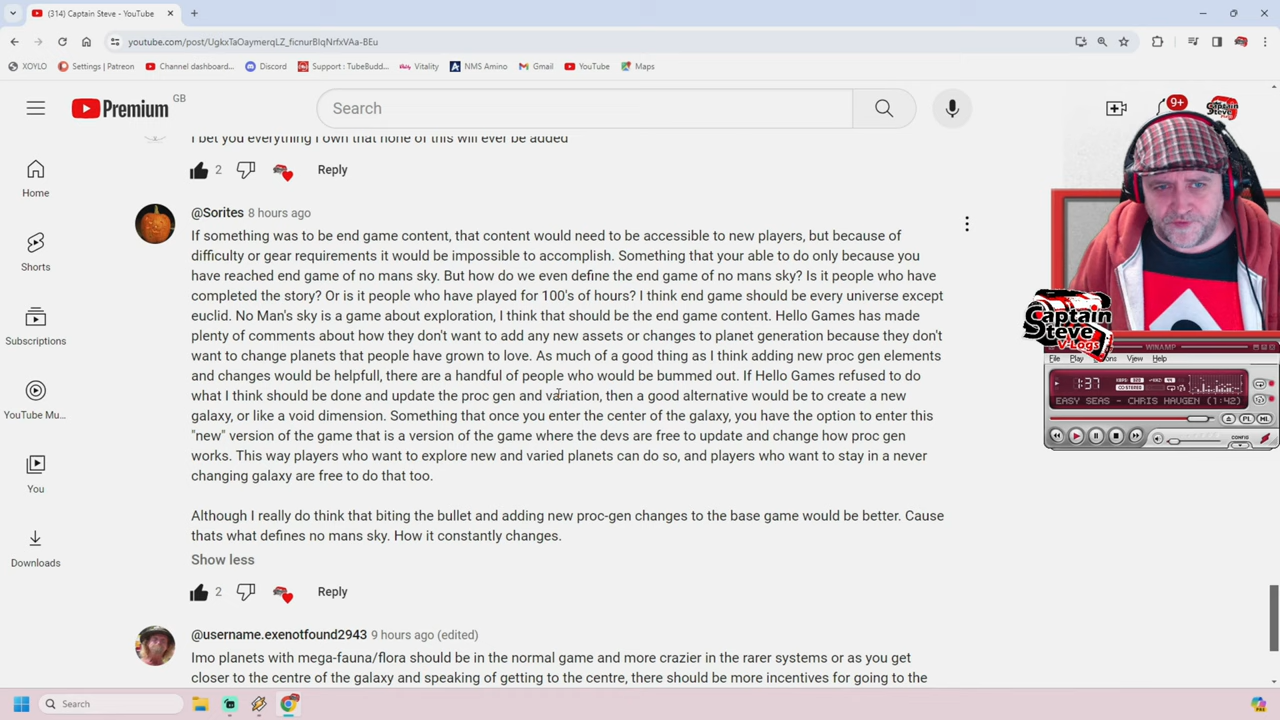 (314) Captain Steve - YouTube
youtube.com/post/UgkxTaOaymerqLZ_ficnurBIqNrfxVAa-BEu
XOYLO Settings | Patreon Channel dashboard... Discord Support : TubeBudd... Vitality NMS Amino Gmail YouTube Maps
Premium GB
Search
9+
I bet you everything I own that none of this will ever be added
2 Reply
Home
Shorts
Subscriptions
YouTube Mu...
You
Downloads
@Sorites 8 hours ago
If something was to be end game content, that content would need to be accessible to new players, but because of
difficulty or gear requirements it would be impossible to accomplish. Something that your able to do only because you
have reached end game of no mans sky. But how do we even define the end game of no mans sky? Is it people who have
completed the story? Or is it people who have played for 100's of hours? I think end game should be every universe except
euclid. No Man's sky is a game about exploration, I think that should be the end game content. Hello Games has made
plenty of comments about how they don't want to add any new assets or changes to planet generation because they don't
want to change planets that people have grown to love. As much of a good thing as I think adding new proc gen elements
and changes would be helpfull, there are a handful of people who would be bummed out. If Hello Games refused to do
what I think should be done and update the proc gen and variation, then a good alternative would be to create a new
galaxy, or like a void dimension. Something that once you enter the center of the galaxy, you have the option to enter this
"new" version of the game that is a version of the game where the devs are free to update and change how proc gen
works. This way players who want to explore new and varied planets can do so, and players who want to stay in a never
changing galaxy are free to do that too.
Although I really do think that biting the bullet and adding new proc-gen changes to the base game would be better. Cause
thats what defines no mans sky. How it constantly changes.
Show less
2 Reply
@username.exenotfound2943 9 hours ago (edited)
Imo planets with mega-fauna/flora should be in the normal game and more crazier in the rarer systems or as you get
closer to the centre of the galaxy and speaking of getting to the centre, there should be more incentives for going to the
Captain
Steve
V-Logs
WINAMP
File Play View Help
1:37
EASY SEAS - CHRIS HAUGEN (1:42)
PL ML
CONFIG
Search